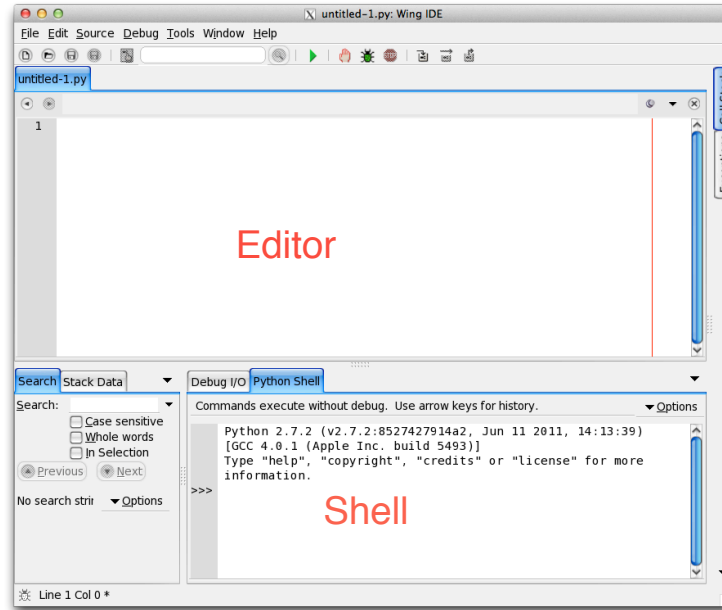 untitled-1.py: Wing IDE
File Edit Source Debug Tools Window Help
untitled-1.py
1
Editor
Search Stack Data
Debug I/O Python Shell
Search:
Case sensitive
Whole words
In Selection
Previous Next
No search strir Options
Commands execute without debug. Use arrow keys for history. Options
Python 2.7.2 (v2.7.2:8527427914a2, Jun 11 2011, 14:13:39)
[GCC 4.0.1 (Apple Inc. build 5493)]
Type "help", "copyright", "credits" or "license" for more
information.
>>>
Shell
Line 1 Col 0 *